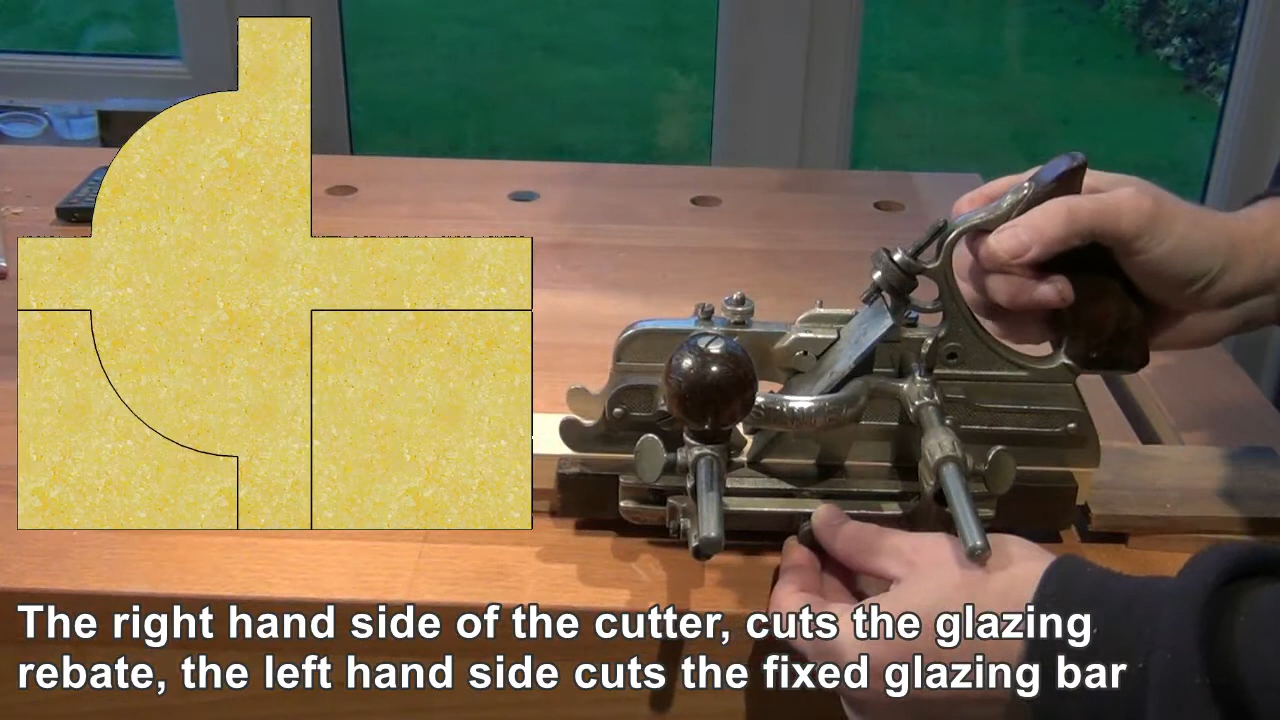 The right hand side of the cutter, cuts the glazing
rebate, the left hand side cuts the fixed glazing bar